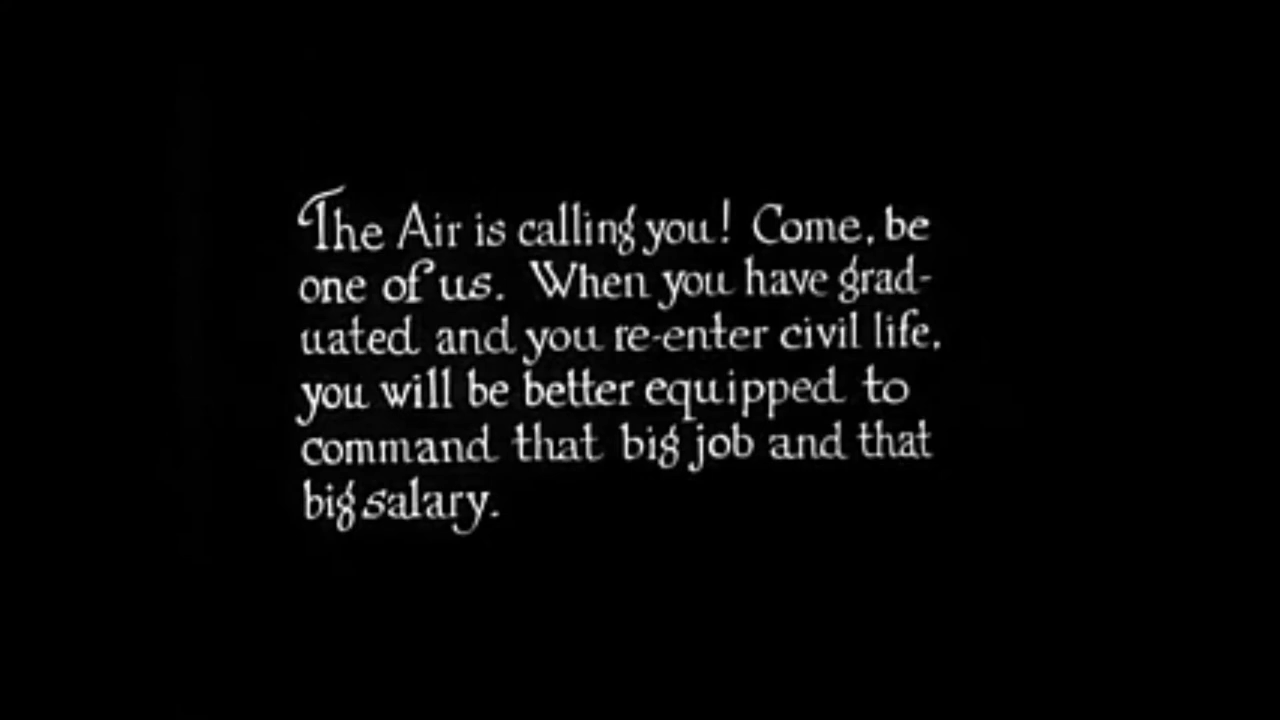 The Air is calling you! Come, be
one of us. When you have grad-
uated and you re-enter civil life,
you will be better equipped to
command that big job and that
big salary.